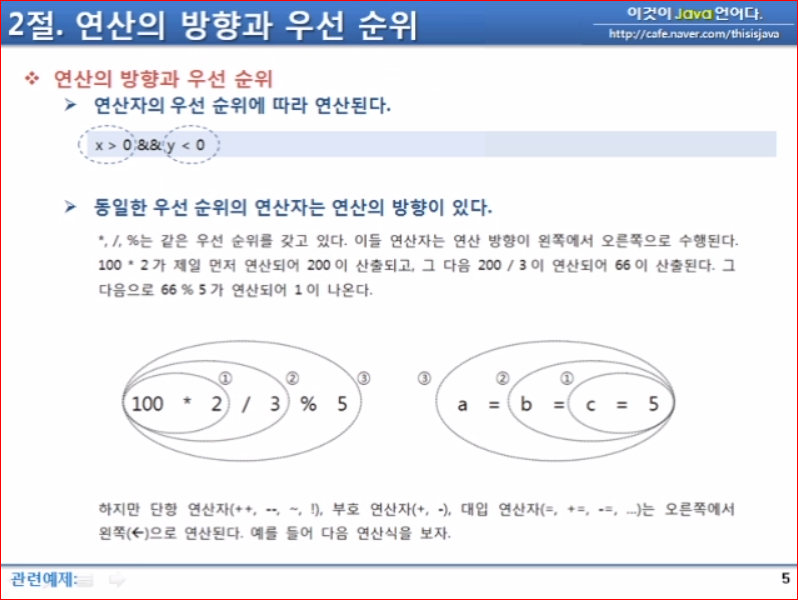 2절. 연산의 방향과 우선 순위
이것이 Java 언어다.
http://cafe.naver.com/thisisjava
❖ 연산의 방향과 우선 순위
➢ 연산자의 우선 순위에 따라 연산된다.
x > 0 && y < 0
➢ 동일한 우선 순위의 연산자는 연산의 방향이 있다.
*, /, %는 같은 우선 순위를 갖고 있다. 이들 연산자는 연산 방향이 왼쪽에서 오른쪽으로 수행된다.
100 * 2 가 제일 먼저 연산되어 200 이 산출되고, 그 다음 200 / 3 이 연산되어 66 이 산출된다. 그
다음으로 66 % 5 가 연산되어 1 이 나온다.
① ② ③ ③ ② ①
100 * 2 / 3 % 5 a = b = c = 5
하지만 단항 연산자(++, --, ~, !), 부호 연산자(+, -), 대입 연산자(=, +=, -=, ...)는 오른쪽에서
왼쪽(←)으로 연산된다. 예를 들어 다음 연산식을 보자.
관련예제:
5